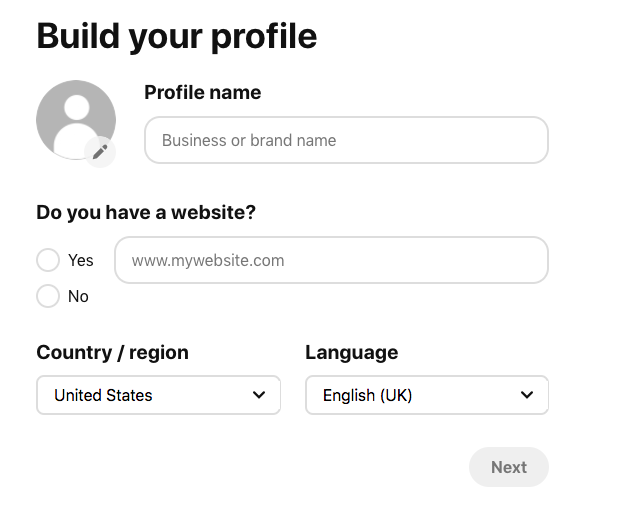 Build your profile
Profile name
Business or brand name
Do you have a website?
Yes
www.mywebsite.com
No
Country / region
Language
United States
English (UK)
Next